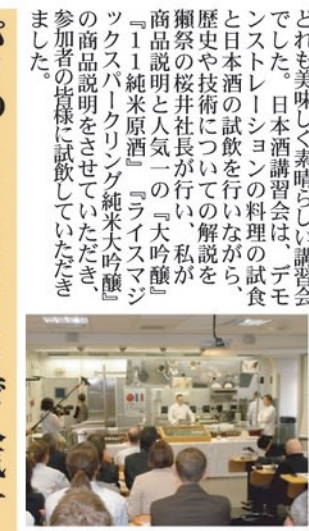 どれも美味しく素晴らしい講習会
でした。日本酒講習会は、デモ
ンストレーションの料理の試食
と日本酒の試飲を行いながら、
歴史や技術についての解説を
獺祭の桜井社長が行い、私が
商品説明と人気一の『大吟醸』
『11純米原酒』『ライスマジ
ックスパークリング純米大吟醸』
の商品説明をさせていただき、
参加者の皆様に試飲していただき
ました。